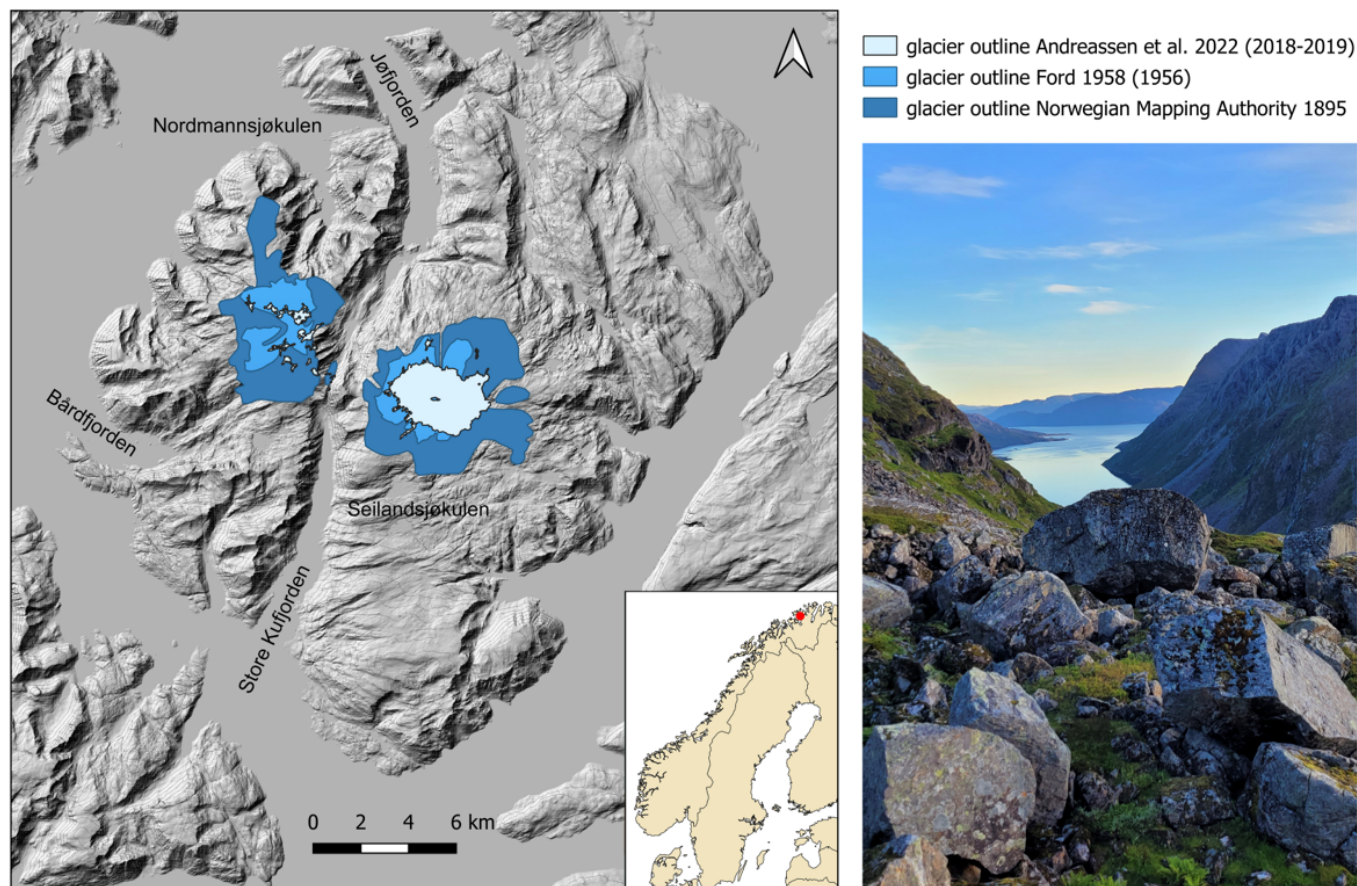 glacier outline Andreassen et al. 2022 (2018-2019)
glacier outline Ford 1958 (1956)
glacier outline Norwegian Mapping Authority 1895
Jøfjorden
Nordmannsjøkulen
Bårdfjorden
Seilandsjøkulen
Store Kufjorden
0 2 4 6 km